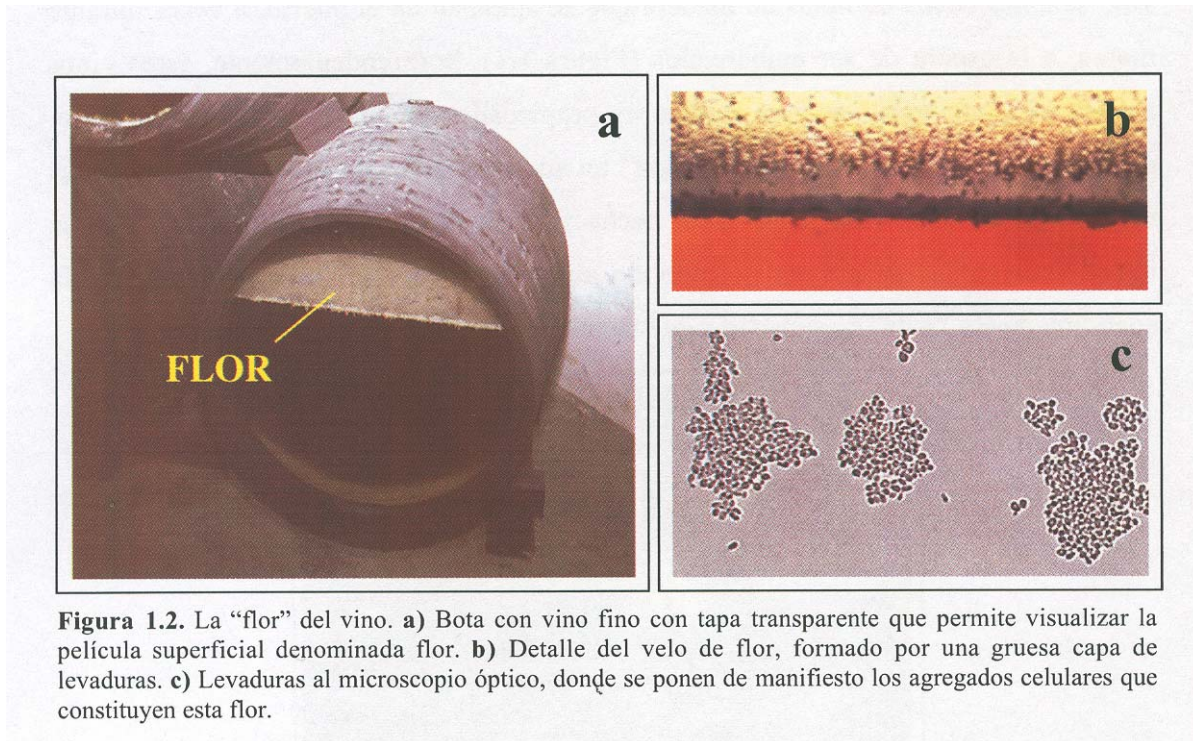 a
b
FLOR
c
Figura 1.2. La “flor” del vino. a) Bota con vino fino con tapa transparente que permite visualizar la
película superficial denominada flor. b) Detalle del velo de flor, formado por una gruesa capa de
levaduras. c) Levaduras al microscopio óptico, donde se ponen de manifiesto los agregados celulares que
constituyen esta flor.